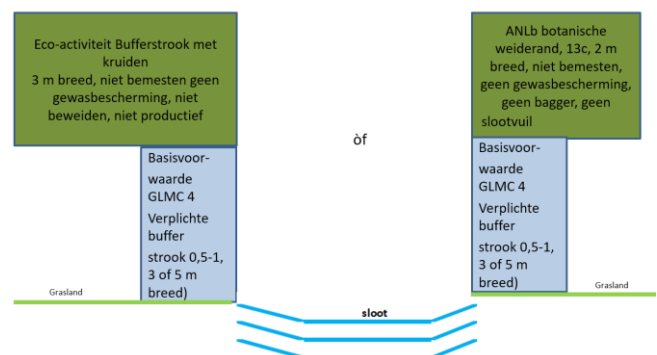 Eco-activiteit Bufferstrook met
kruiden
3 m breed, niet bemesten geen
gewasbescherming, niet
beweiden, niet productief
Basisvoor-
waarde
GLMC 4
Verplichte
buffer
strook 0,5-1,
3 of 5 m
breed)
Grasland
òf
sloot
ANLb botanische
weiderand, 13c, 2 m
breed, niet bemesten,
geen gewasbescherming,
geen bagger, geen
slootvuil
Basisvoor-
waarde
GLMC 4
Verplichte
buffer
strook 0,5-1,
3 of 5 m
breed)
Grasland